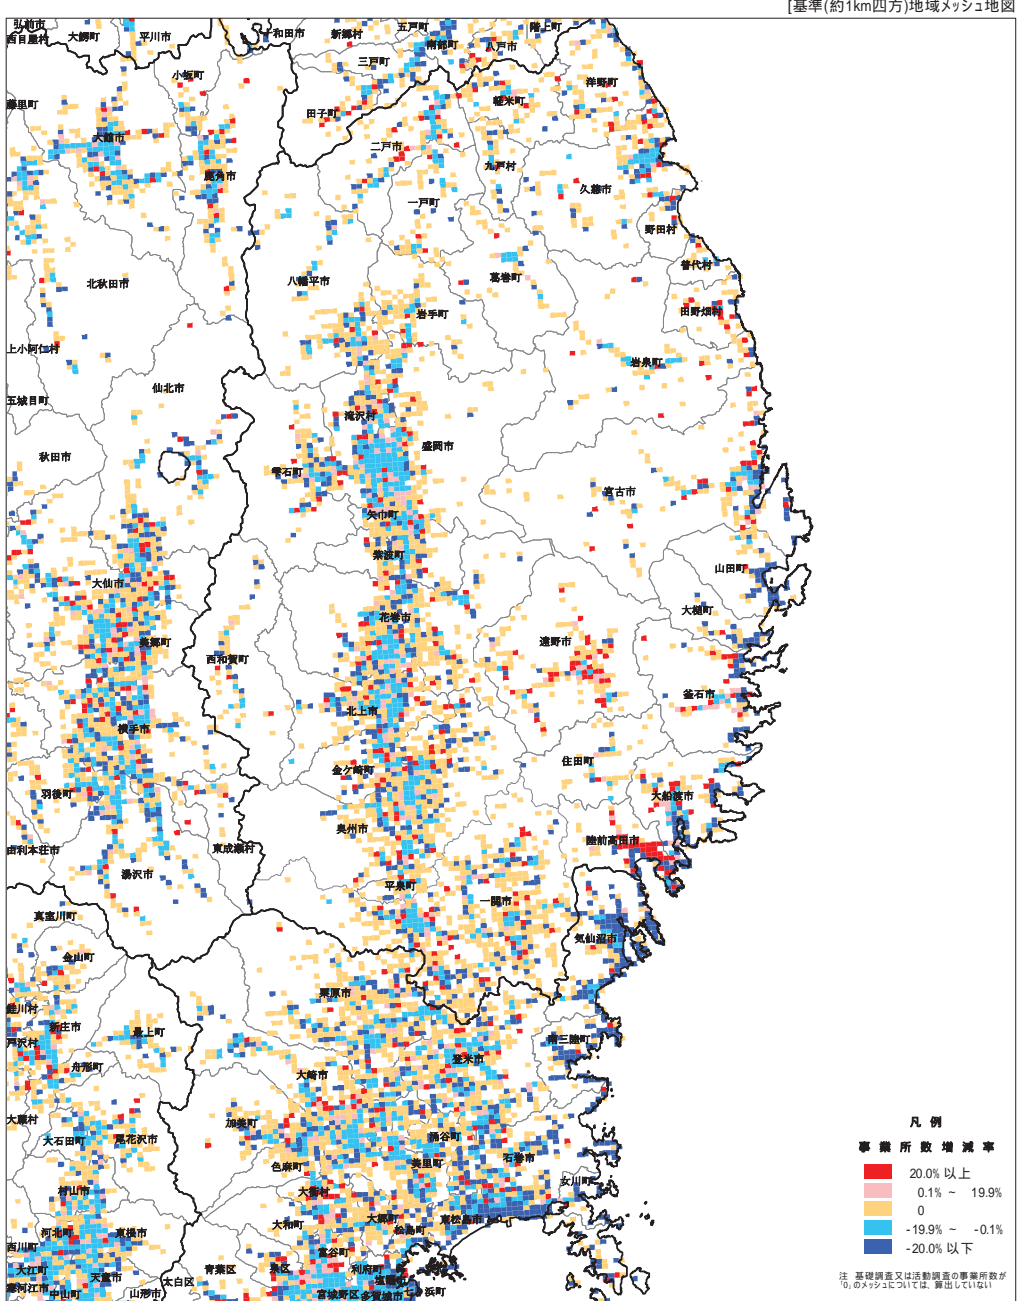 [基準(約1km四方)地域メッシュ地図
弘前市
西目屋村
大鰐町
平川市
十和田市
新郷村
五戸町
南部町
八戸市
階上町
三戸町
小坂町
洋野町
藤里町
田子町
軽米町
大館市
二戸市
九戸村
鹿角市
久慈市
一戸町
野田村
普代村
北秋田市
八幡平市
葛巻町
岩手町
田野畑村
上小阿仁村
岩泉町
仙北市
五城目町
滝沢村
盛岡市
秋田市
雫石町
宮古市
矢巾町
紫波町
山田町
大仙市
大槌町
花巻市
美郷町
遠野市
西和賀町
釜石市
北上市
横手市
住田町
金ケ崎町
羽後町
大船渡市
奥州市
陸前高田市
由利本荘市
東成瀬村
湯沢市
平泉町
一関市
真室川町
気仙沼市
金山町
栗原市
鮭川村
新庄市
最上町
戸沢村
南三陸町
登米市
舟形町
大崎市
大蔵村
加美町
大石田町
尾花沢市
涌谷町
石巻市
色麻町
美里町
女川町
村山市
大衡村
大郷町
東松島市
大和町
松島町
河北町
東根市
西川町
富谷町
大江町
青葉区
泉区
利府町
天童市
太白区
塩竈市
寒河江市
中山町
山形市
宮城野区
多賀城市
七ヶ浜町
凡 例
事 業 所 数 増 減 率
20.0% 以上
0.1% ~ 19.9%
0
-19.9% ~ -0.1%
-20.0% 以下
注 基礎調査又は活動調査の事業所数が
「0」のメッシュについては、算出していない